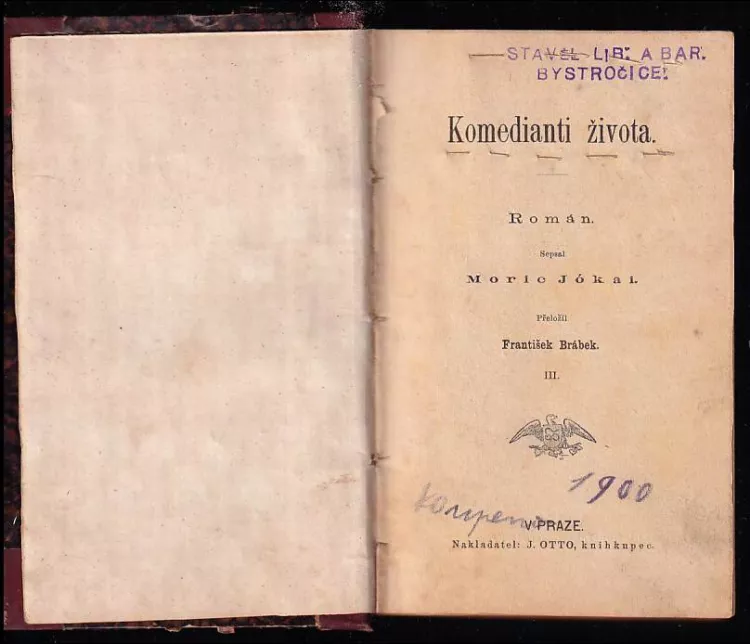 STAVEL LIB. A BAR.
BYSTROČICE.
Komedianti života.
Román.
Sepsal
Moric Jókai.
Přeložil
František Brábek.
III.
1900
Koupeno
V PRAZE.
Nakladatel: J. OTTO, knihkupec.